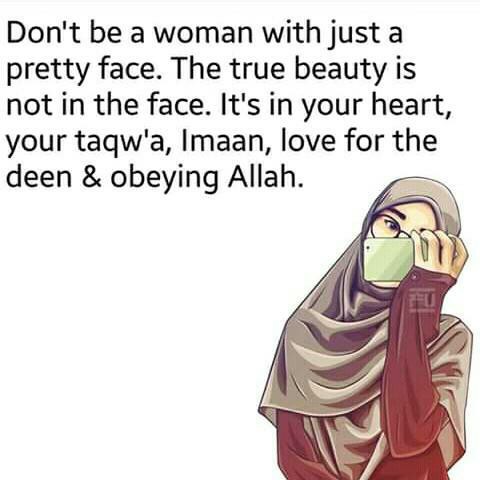 Don't be a woman with just a
pretty face. The true beauty is
not in the face. It's in your heart,
your taqw'a, Imaan, love for the
deen & obeying Allah.